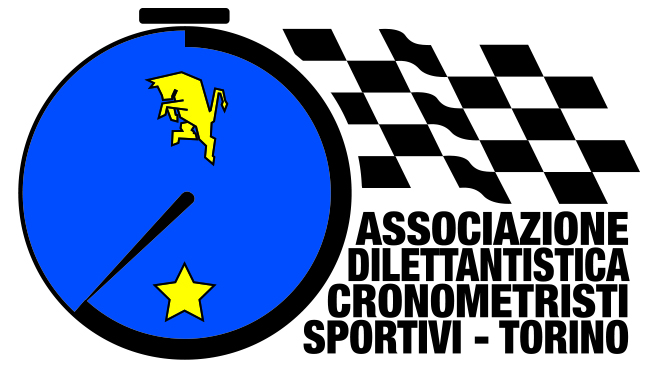 ASSOCIAZIONE
DILETTANTISTICA
CRONOMETRISTI
SPORTIVI - TORINO